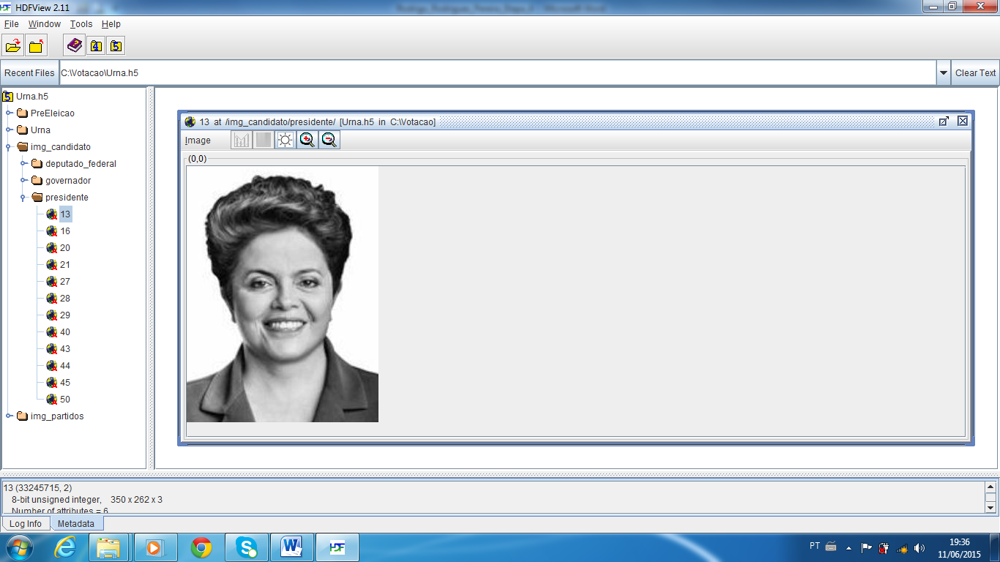 HDFView 2.11
File Window Tools Help
Recent Files
C:\Votacao\Urna.h5
Clear Text
Urna.h5
PreEleicao
Urna
img_candidato
deputado_federal
governador
presidente
13
16
20
21
27
28
29
40
43
44
45
50
img_partidos
13 at /img_candidato/presidente/ [Urna.h5 in C:\Votacao]
Image
(0,0)
13 (33245715, 2)
8-bit unsigned integer, 350 x 262 x 3
Number of attributes = 6
Log Info Metadata
PT
19:36
11/06/2015